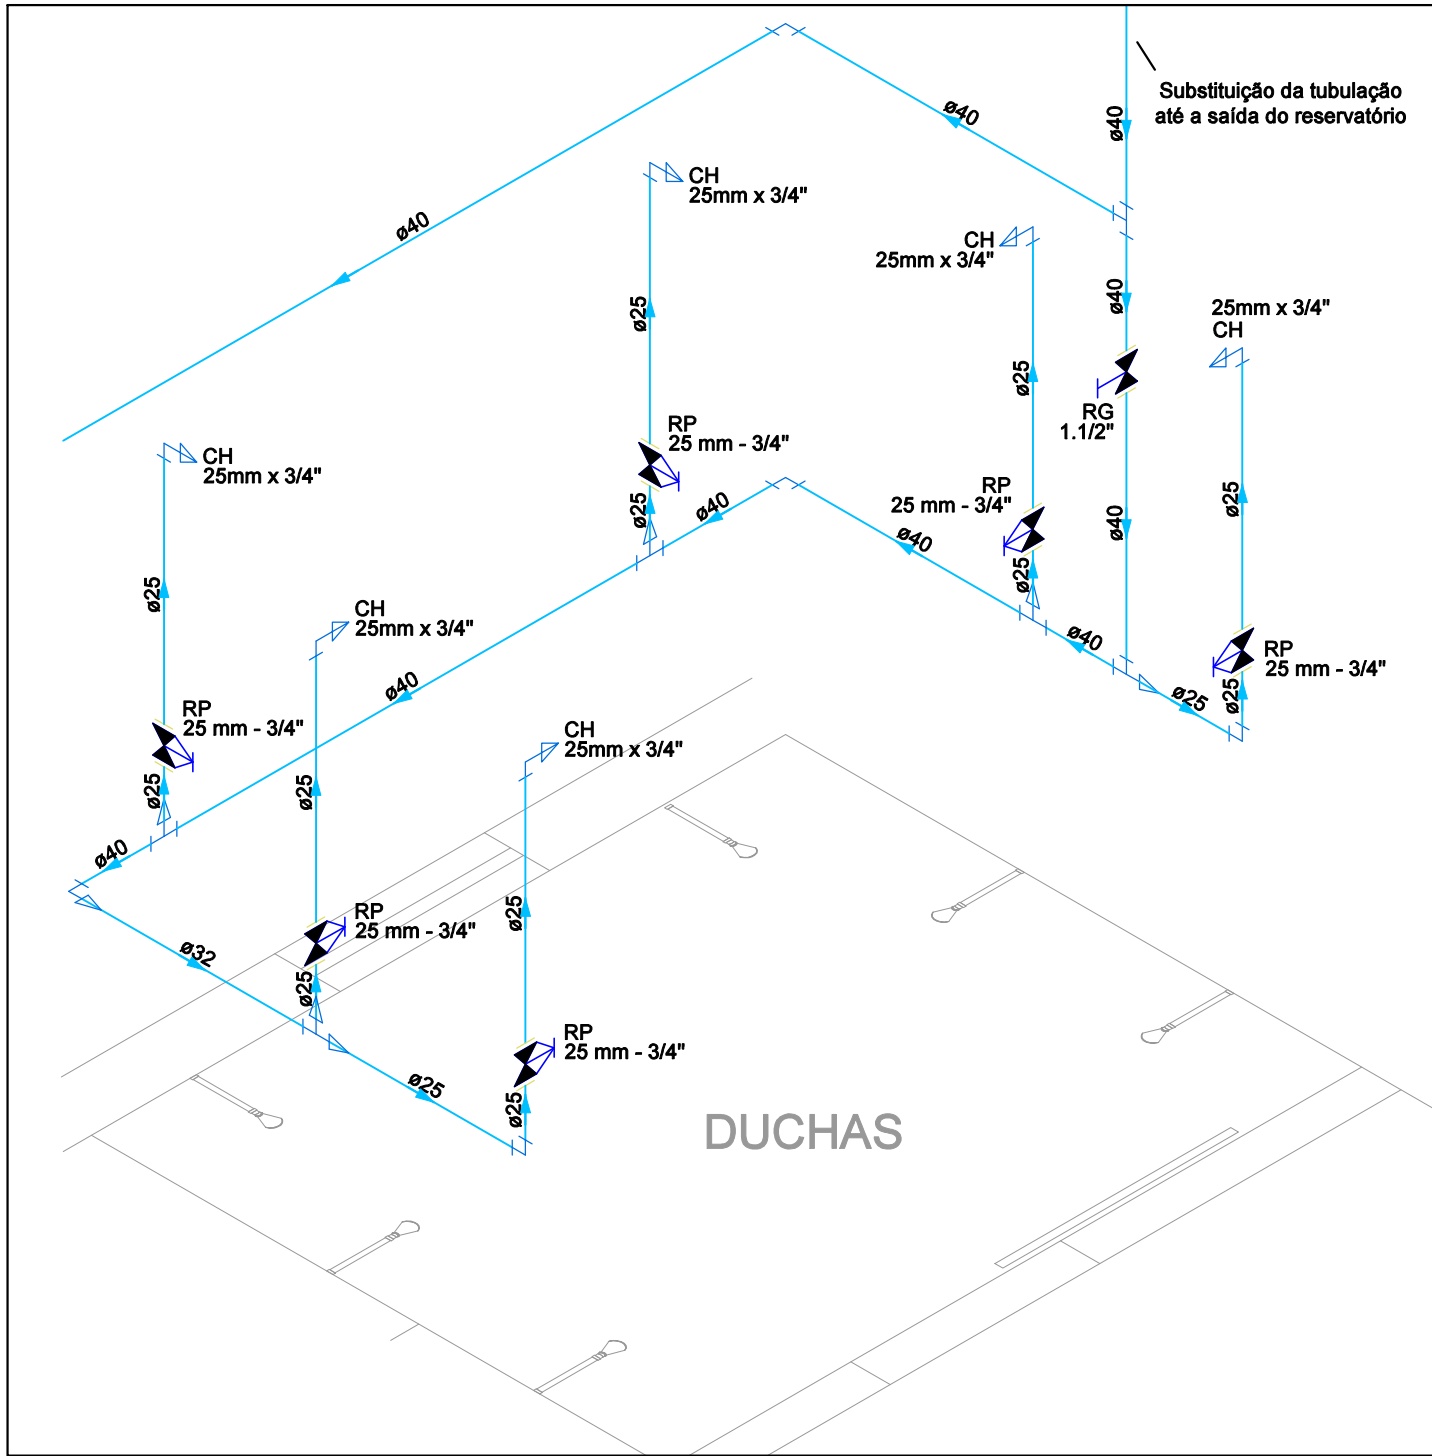 Substituição da tubulação
até a saída do reservatório
ø40
ø40
ø40
CH
25mm x 3/4"
CH
25mm x 3/4"
ø40
25mm x 3/4"
CH
ø25
ø25
RG
1.1/2"
RP
25 mm - 3/4"
CH
25mm x 3/4"
RP
25 mm - 3/4"
ø25
ø25
ø40
ø40
ø40
ø25
ø25
CH
25mm x 3/4"
ø40
RP
25 mm - 3/4"
ø40
ø25
ø25
RP
25 mm - 3/4"
CH
25mm x 3/4"
ø25
ø25
ø40
RP
25 mm - 3/4"
ø25
ø32
ø25
RP
25 mm - 3/4"
ø25
ø25
DUCHAS